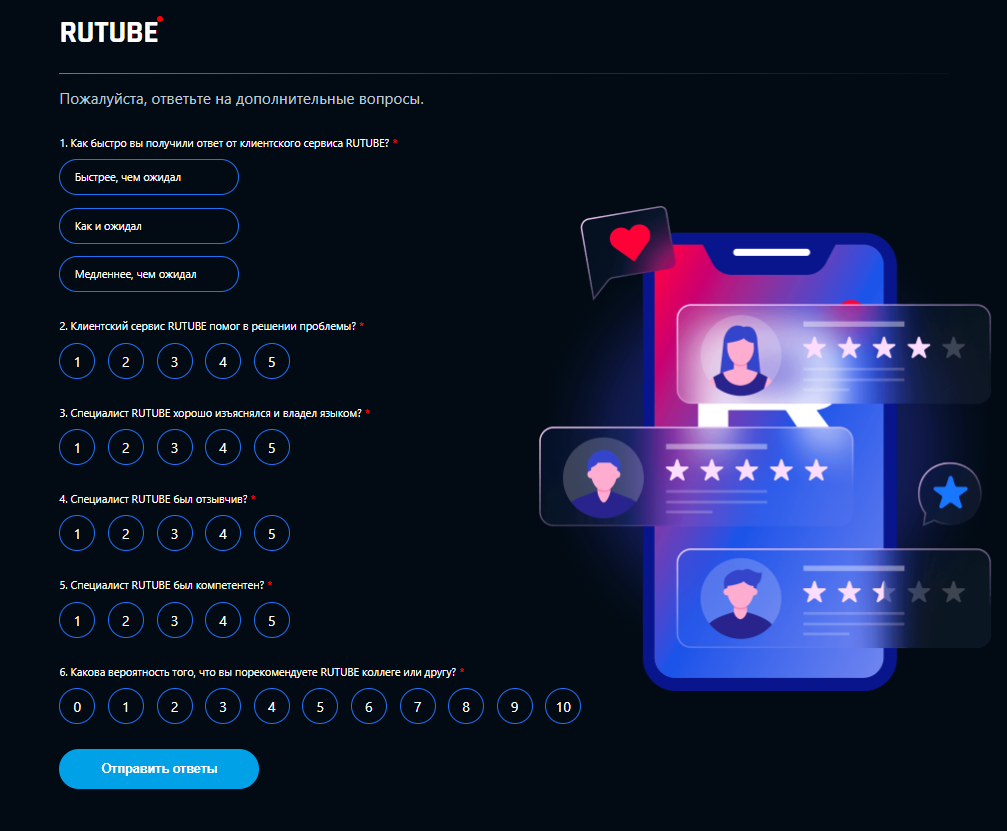 RUTUBE
Пожалуйста, ответьте на дополнительные вопросы.
1. Как быстро вы получили ответ от клиентского сервиса RUTUBE? *
Быстрее, чем ожидал
Как и ожидал
Медленнее, чем ожидал
2. Клиентский сервис RUTUBE помог в решении проблемы? *
1 2 3 4 5
3. Специалист RUTUBE хорошо изъяснялся и владел языком? *
1 2 3 4 5
4. Специалист RUTUBE был отзывчив? *
1 2 3 4 5
5. Специалист RUTUBE был компетентен? *
1 2 3 4 5
6. Какова вероятность того, что вы порекомендуете RUTUBE коллеге или другу? *
0 1 2 3 4 5 6 7 8 9 10
Отправить ответы